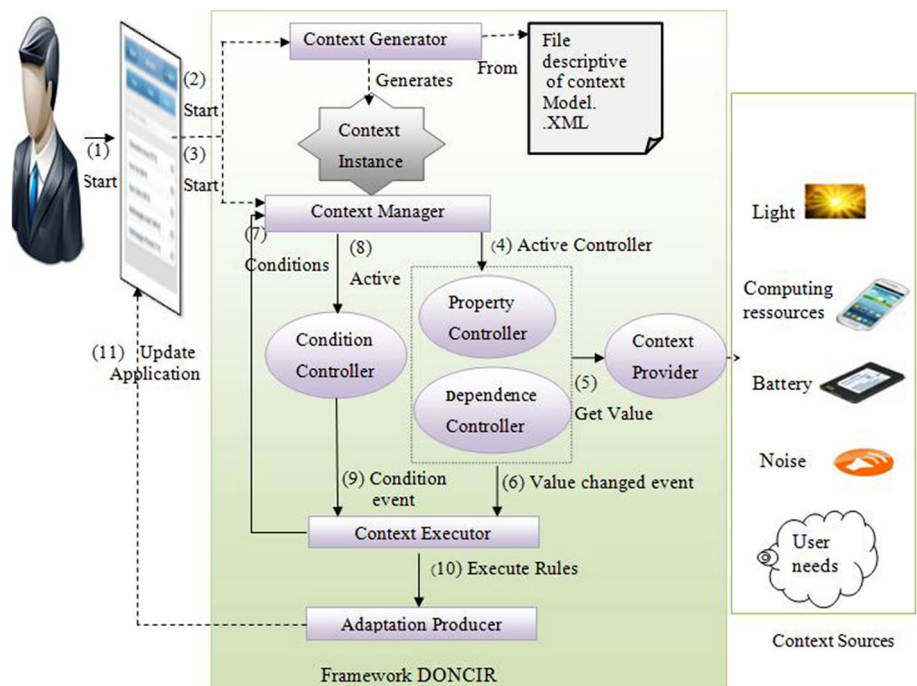 Context Generator
From
File
descriptive
of context
Model.
.XML
(2)
Start
Generates
Context
Instance
(1)
Start
(3)
Start
Context Manager
(7)
Conditions
(8)
Active
(4) Active Controller
Property
Controller
Condition
Controller
Dependence
Controller
(5)
Get Value
Context
Provider
Light
Computing
ressources
Battery
Noise
User
needs
Context Sources
(11) Update
Application
(9) Condition
event
(6) Value changed event
Context Executor
(10) Execute Rules
Adaptation Producer
Framework DONCIR